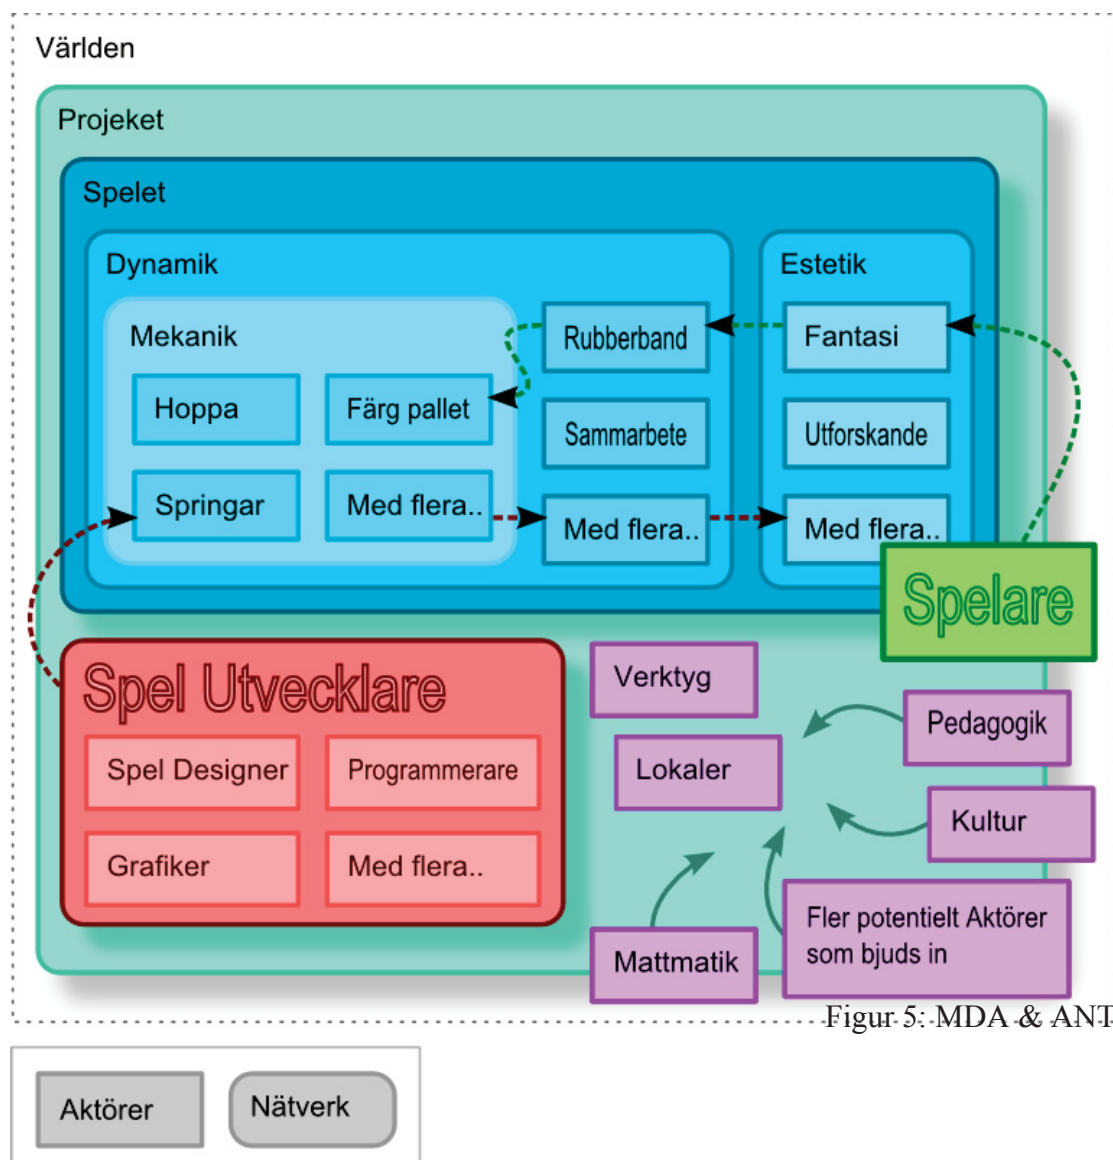 Världen
Projeket
Spelet
Dynamik
Estetik
Mekanik
Rubberband
Fantasi
Hoppa
Färg pallet
Sammarbete
Utforskande
Springar
Med flera..
Med flera..
Med flera..
Spelare
Spel Utvecklare
Verktyg
Pedagogik
Spel Designer
Programmerare
Lokaler
Kultur
Grafiker
Med flera..
Fler potentielt Aktörer
som bjuds in
Mattmatik
Figur 5: MDA & ANT
Aktörer
Nätverk